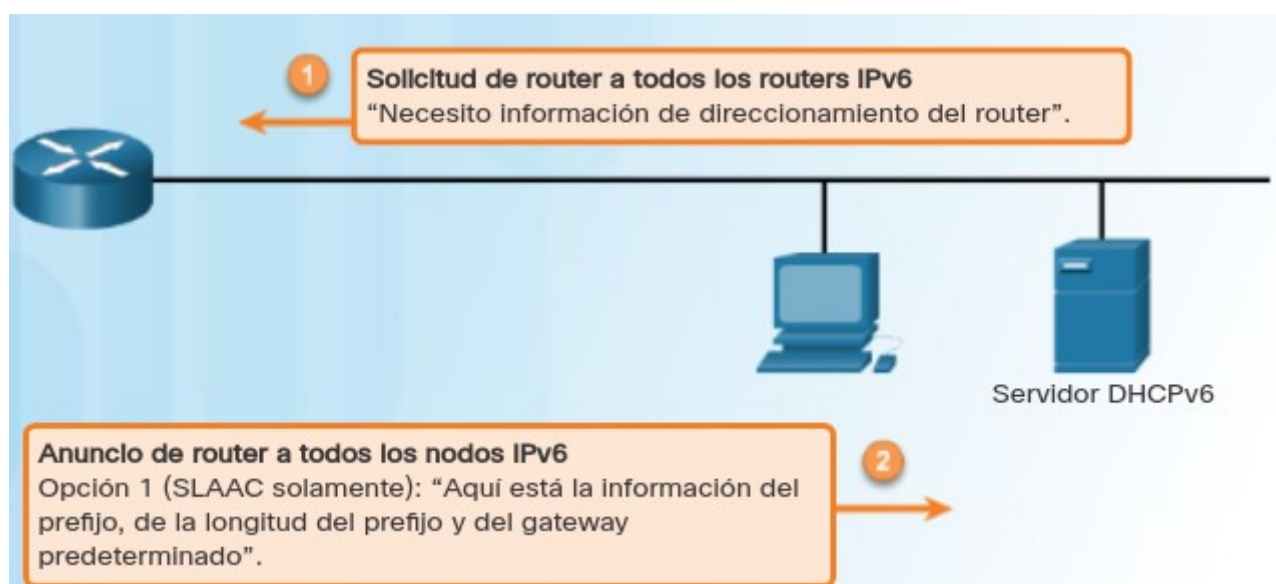 1
Solicitud de router a todos los routers IPv6
“Necesito información de direccionamiento del router”.
Servidor DHCPv6
Anuncio de router a todos los nodos IPv6
Opción 1 (SLAAC solamente): “Aquí está la información del
prefijo, de la longitud del prefijo y del gateway
predeterminado”.
2